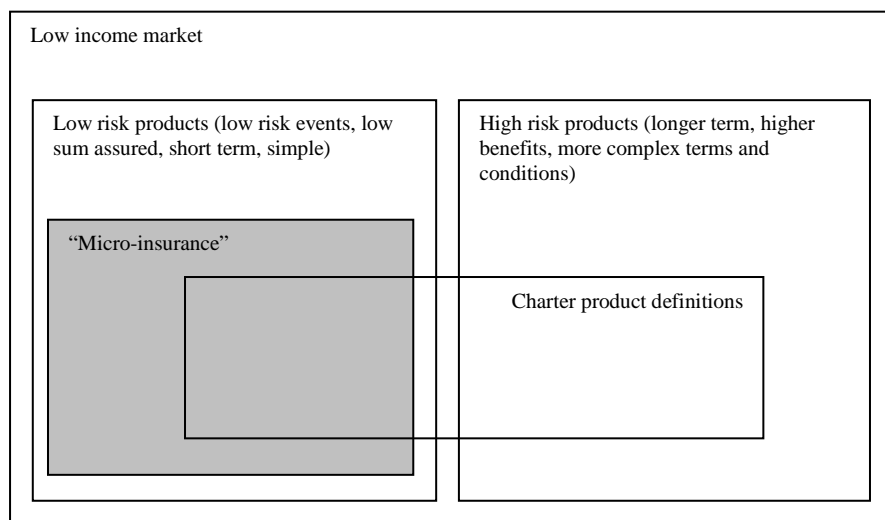 Low income market
Low risk products (low risk events, low
sum assured, short term, simple)
High risk products (longer term, higher
benefits, more complex terms and
conditions)
“Micro-insurance”
Charter product definitions